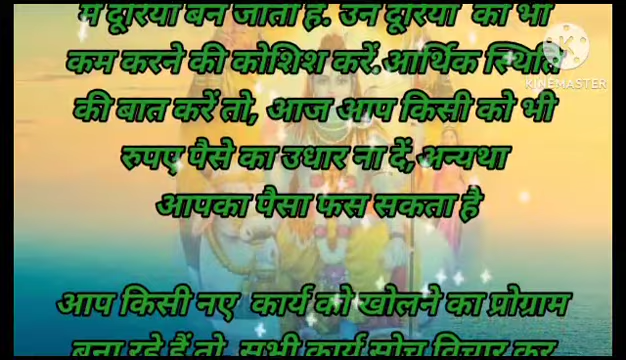 में दूरियां बन जाती है. उन दूरियों को भी
कम करने की कोशिश करें.आर्थिक स्थिति
KINEMASTER
की बात करें तो, आज आप किसी को भी
रुपए पैसे का उधार ना दें,अन्यथा
आपका पैसा फस सकता है
आप किसी नए कार्य को खोलने का प्रोग्राम
बना रहे हैं तो, सभी कार्य सोच विचार कर